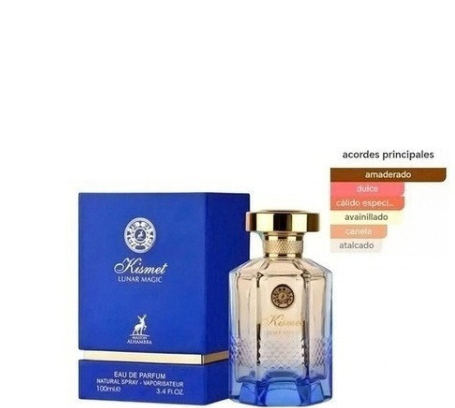 acordes principales
amaderado
dulce
cálido especi...
avainillado
canela
atalcado
Kismet
LUNAR MAGIC
MAISON
ALHAMBRA
EAU DE PARFUM
NATURAL SPRAY - VAPORISATEUR
100ml℮ 3.4 FL.OZ.
Kismet